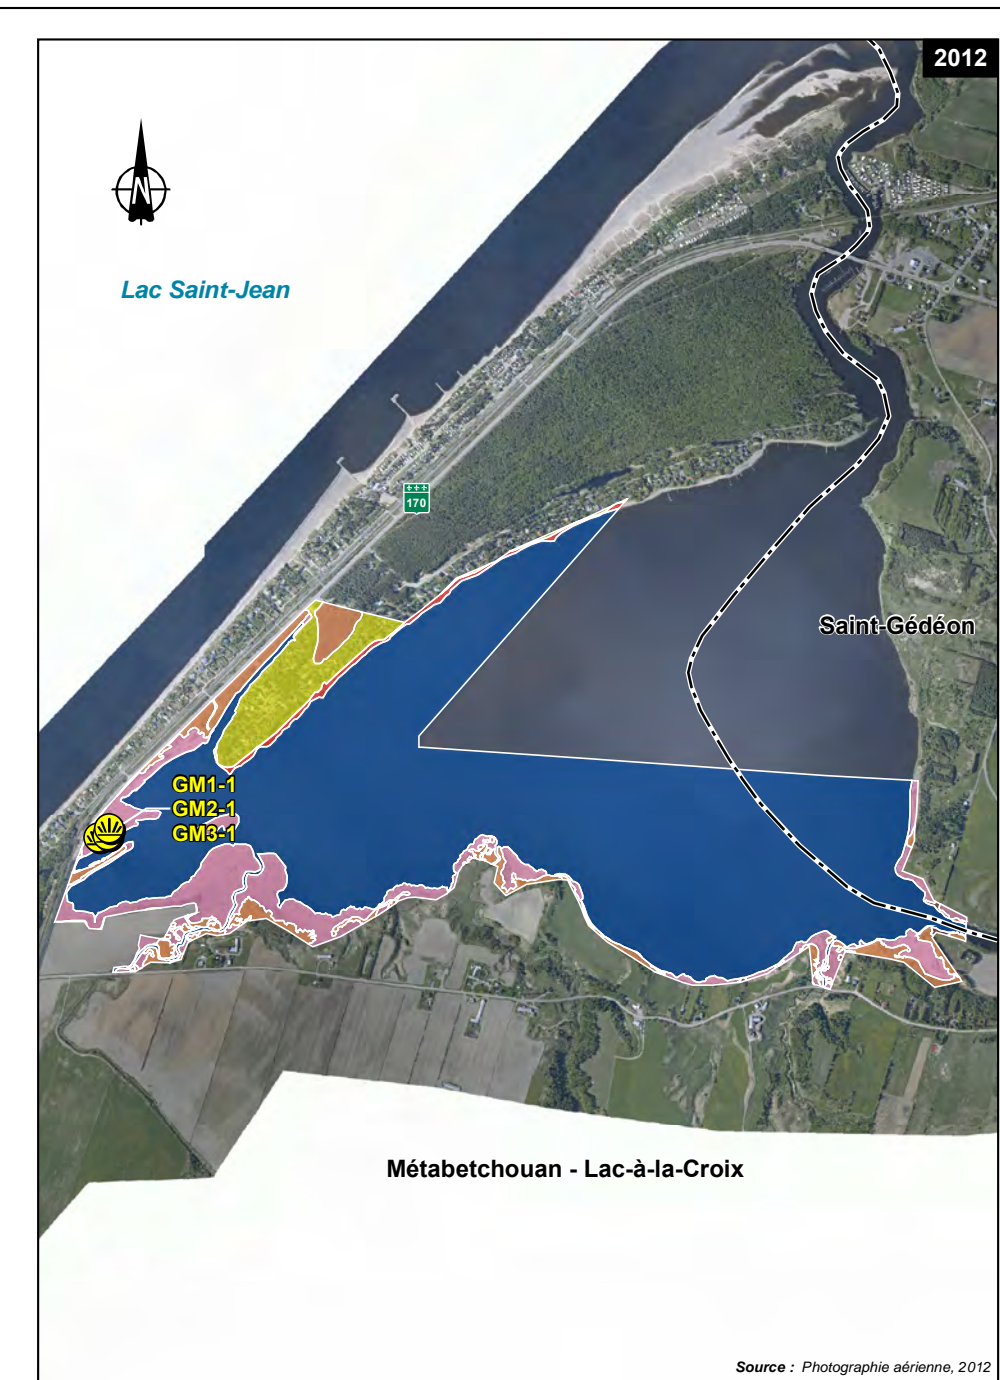 2012
N
Lac Saint-Jean
170
Saint-Gédéon
GM1-1
GM2-1
GM3-1
Métabetchouan - Lac-à-la-Croix
Source : Photographie aérienne, 2012